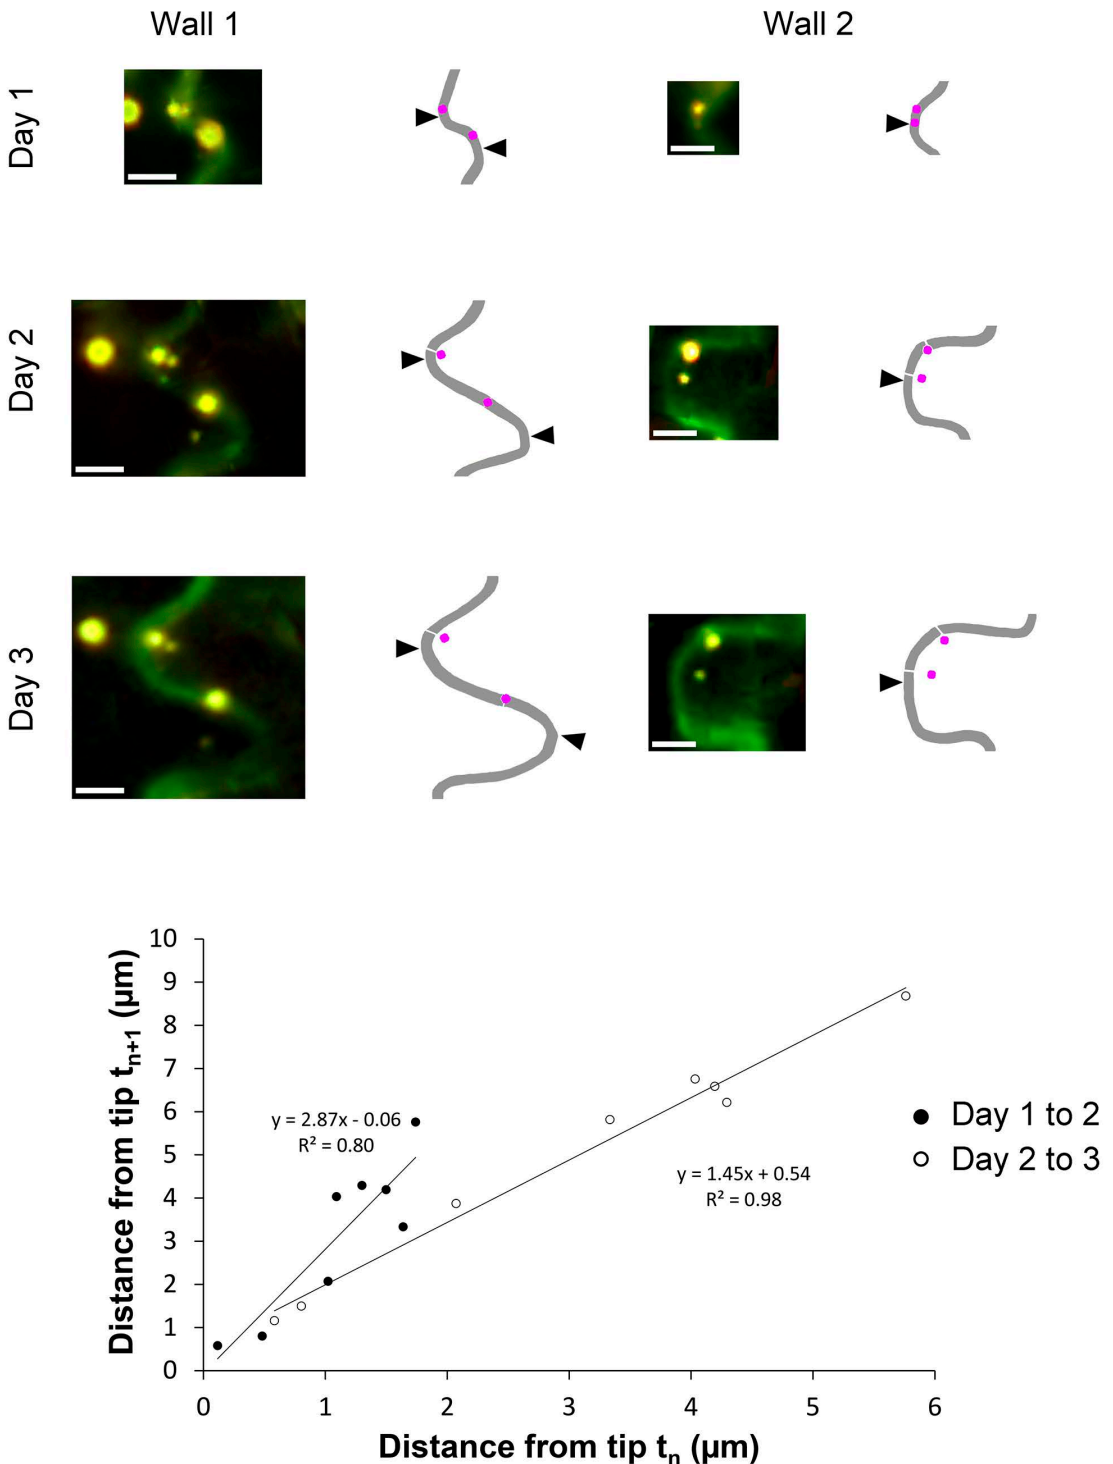 Wall 1
Wall 2
Day 1
Day 2
Day 3
10
9
8
7
6
5
4
3
2
1
0
0 1 2 3 4 5 6
Distance from tip tn+1 (µm)
Distance from tip tn (µm)
y = 2.87x - 0.06
R² = 0.80
y = 1.45x + 0.54
R² = 0.98
Day 1 to 2
Day 2 to 3